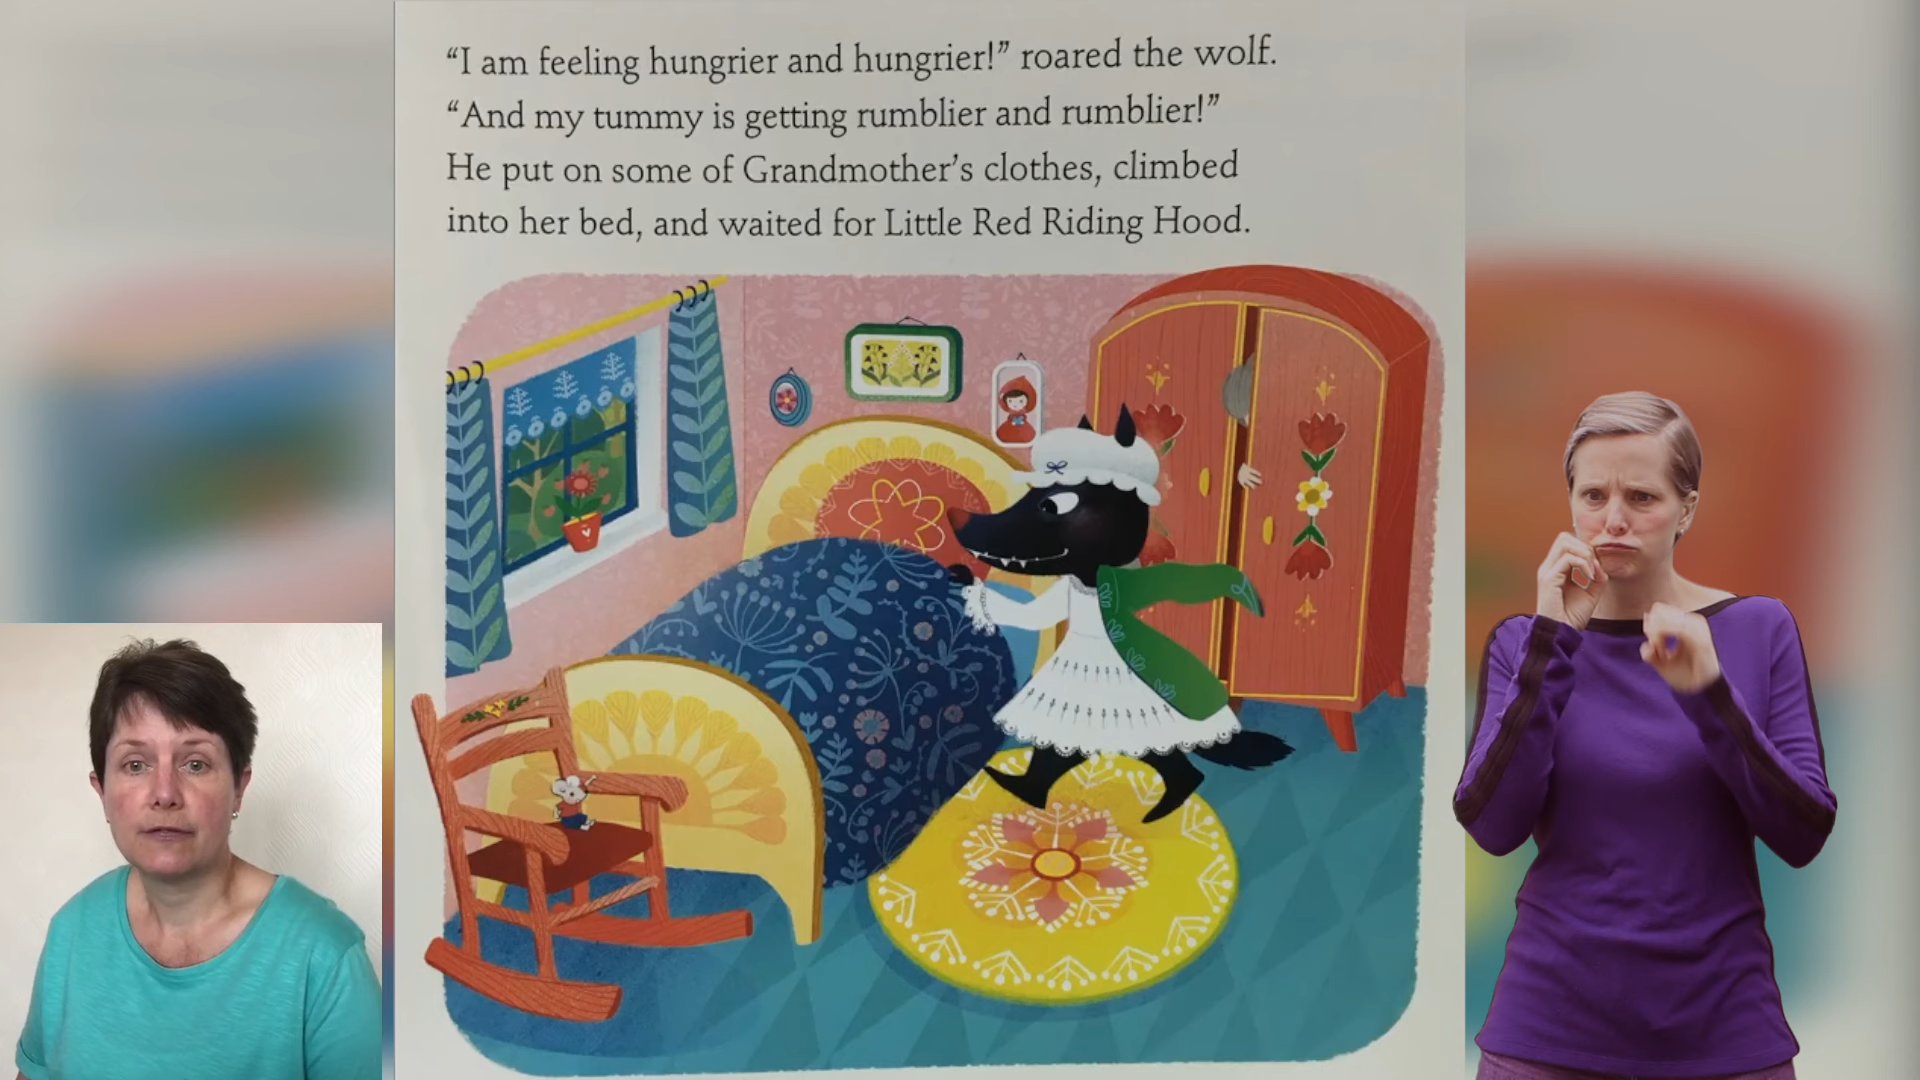 “I am feeling hungrier and hungrier!” roared the wolf.
“And my tummy is getting rumblier and rumblier!”
He put on some of Grandmother’s clothes, climbed
into her bed, and waited for Little Red Riding Hood.